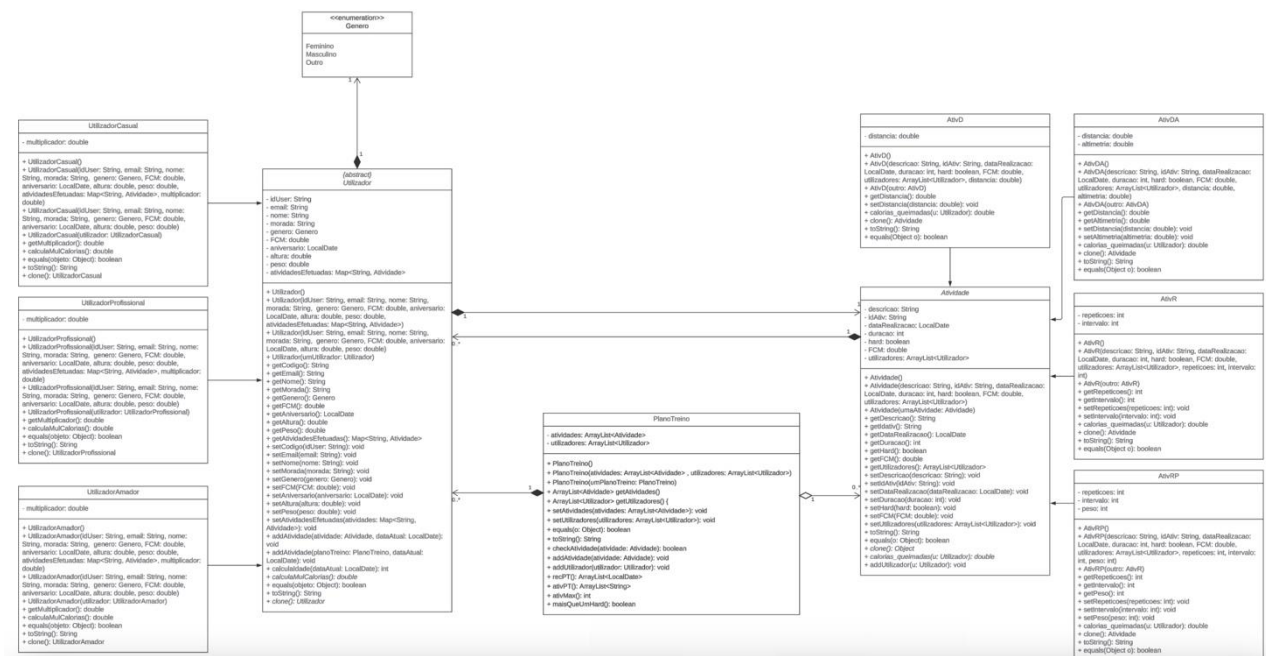 <<enumeration>>
Genero
Feminino
Masculino
Outro
1
1
UtilizadorCasual
- multiplicador: double
+ UtilizadorCasual()
+ UtilizadorCasual(idUser: String, email: String, nome:
String, morada: String, genero: Genero, FCM: double,
aniversario: LocalDate, altura: double, peso: double,
atividadesEfetuadas: Map<String, Atividade>, multiplicador:
double)
+ UtilizadorCasual(idUser: String, email: String, nome:
String, morada: String, genero: Genero, FCM: double,
aniversario: LocalDate, altura: double, peso: double)
+ UtilizadorCasual(utilizador: UtilizadorCasual)
+ getMultiplicador(): double
+ calculaMulCalorias(): double
+ equals(objeto: Object): boolean
+ toString(): String
+ clone(): UtilizadorCasual
UtilizadorProfissional
- multiplicador: double
+ UtilizadorProfissional()
+ UtilizadorProfissional(idUser: String, email: String, nome:
String, morada: String, genero: Genero, FCM: double,
aniversario: LocalDate, altura: double, peso: double,
atividadesEfetuadas: Map<String, Atividade>, multiplicador:
double)
+ UtilizadorProfissional(idUser: String, email: String, nome:
String, morada: String, genero: Genero, FCM: double,
aniversario: LocalDate, altura: double, peso: double)
+ UtilizadorProfissional(utilizador: UtilizadorProfissional)
+ getMultiplicador(): double
+ calculaMulCalorias(): double
+ equals(objeto: Object): boolean
+ toString(): String
+ clone(): UtilizadorProfissional
UtilizadorAmador
- multiplicador: double
+ UtilizadorAmador()
+ UtilizadorAmador(idUser: String, email: String, nome:
String, morada: String, genero: Genero, FCM: double,
aniversario: LocalDate, altura: double, peso: double,
atividadesEfetuadas: Map<String, Atividade>, multiplicador:
double)
+ UtilizadorAmador(idUser: String, email: String, nome:
String, morada: String, genero: Genero, FCM: double,
aniversario: LocalDate, altura: double, peso: double)
+ UtilizadorAmador(utilizador: UtilizadorAmador)
+ getMultiplicador(): double
+ calculaMulCalorias(): double
+ equals(objeto: Object): boolean
+ toString(): String
+ clone(): UtilizadorAmador
{abstract}
Utilizador
- idUser: String
- email: String
- nome: String
- morada: String
- genero: Genero
- FCM: double
- aniversario: LocalDate
- altura: double
- peso: double
- atividadesEfetuadas: Map<String, Atividade>
+ Utilizador()
+ Utilizador(idUser: String, email: String, nome: String,
morada: String, genero: Genero, FCM: double, aniversario:
LocalDate, altura: double, peso: double,
atividadesEfetuadas: Map<String, Atividade>)
+ Utilizador(idUser: String, email: String, nome: String,
morada: String, genero: Genero, FCM: double, aniversario:
LocalDate, altura: double, peso: double)
+ Utilizador(umUtilizador: Utilizador)
+ getCodigo(): String
+ getEmail(): String
+ getNome(): String
+ getMorada(): String
+ getGenero(): Genero
+ getFCM(): double
+ getAniversario(): LocalDate
+ getAltura(): double
+ getPeso(): double
+ getAtividadesEfetuadas(): Map<String, Atividade>
+ setCodigo(idUser: String): void
+ setEmail(email: String): void
+ setNome(nome: String): void
+ setMorada(morada: String): void
+ setGenero(genero: Genero): void
+ setFCM(FCM: double): void
+ setAniversario(aniversario: LocalDate): void
+ setAltura(altura: double): void
+ setPeso(peso: double): void
+ setAtividadesEfetuadas(atividades: Map<String,
Atividade>): void
+ addAtividade(atividade: Atividade, dataAtual: LocalDate):
void
+ addAtividade(planoTreino: PlanoTreino, dataAtual:
LocalDate): void
+ calculaIdade(dataAtual: LocalDate): int
+ calculaMulCalorias(): double
+ equals(objeto: Object): boolean
+ toString(): String
+ clone(): Utilizador
1
1
0..*
1
0..*
1
PlanoTreino
- atividades: ArrayList<Atividade>
- utilizadores: ArrayList<Utilizador>
+ PlanoTreino()
+ PlanoTreino(atividades: ArrayList<Atividade> , utilizadores: ArrayList<Utilizador>)
+ PlanoTreino(umPlanoTreino: PlanoTreino)
+ ArrayList<Atividade> getAtividades()
+ ArrayList<Utilizador> getUtilizadores() {
+ setAtividades(atividades: ArrayList<Atividade>): void
+ setUtilizadores(utilizadores: ArrayList<Utilizador>): void
+ equals(o: Object): boolean
+ toString(): String
+ checkAtividade(atividade: Atividade): boolean
+ addAtividade(atividade: Atividade): void
+ addUtilizador(utilizador: Utilizador): void
+ recPT(): ArrayList<LocalDate>
+ ativPT(): ArrayList<String>
+ ativMax(): int
+ maisQueUmHard(): boolean
1
0..*
AtivD
- distancia: double
+ AtivD()
+ AtivD(descricao: String, idAtiv: String, dataRealizacao:
LocalDate, duracao: int, hard: boolean, FCM: double,
utilizadores: ArrayList<Utilizador>, distancia: double)
+ AtivD(outro: AtivD)
+ getDistancia(): double
+ setDistancia(distancia: double): void
+ calorias_queimadas(u: Utilizador): double
+ clone(): Atividade
+ toString(): String
+ equals(Object o): boolean
Atividade
- descricao: String
- idAtiv: String
- dataRealizacao: LocalDate
- duracao: int
- hard: boolean
- FCM: double
- utilizadores: ArrayList<Utilizador>
+ Atividade()
+ Atividade(descricao: String, idAtiv: String, dataRealizacao:
LocalDate, duracao: int, hard: boolean, FCM: double,
utilizadores: ArrayList<Utilizador>)
+ Atividade(umaAtividade: Atividade)
+ getDescricao(): String
+ getIdativ(): String
+ getDataRealizacao(): LocalDate
+ getDuracao(): int
+ getHard(): boolean
+ getFCM(): double
+ getUtilizadores(): ArrayList<Utilizador>
+ setDescricao(descricao: String): void
+ setIdAtiv(idAtiv: String): void
+ setDataRealizacao(dataRealizacao: LocalDate): void
+ setDuracao(duracao: int): void
+ setHard(hard: boolean): void
+ setFCM(FCM: double): void
+ setUtilizadores(utilizadores: ArrayList<Utilizador>): void
+ toString(): String
+ equals(o: Object): boolean
+ clone(): Object
+ calorias_queimadas(u: Utilizador): double
+ addUtilizador(u: Utilizador): void
AtivDA
- distancia: double
- altimetria: double
+ AtivDA()
+ AtivDA(descricao: String, idAtiv: String, dataRealizacao:
LocalDate, duracao: int, hard: boolean, FCM: double,
utilizadores: ArrayList<Utilizador>, distancia: double,
altimetria: double)
+ AtivDA(outro: AtivDA)
+ getDistancia(): double
+ getAltimetria(): double
+ setDistancia(distancia: double): void
+ setAltimetria(altimetria: double): void
+ calorias_queimadas(u: Utilizador): double
+ clone(): Atividade
+ toString(): String
+ equals(Object o): boolean
AtivR
- repeticoes: int
- intervalo: int
+ AtivR()
+ AtivR(descricao: String, idAtiv: String, dataRealizacao:
LocalDate, duracao: int, hard: boolean, FCM: double,
utilizadores: ArrayList<Utilizador>, repeticoes: int, intervalo:
int)
+ AtivR(outro: AtivR)
+ getRepeticoes(): int
+ getIntervalo(): int
+ setRepeticoes(repeticoes: int): void
+ setIntervalo(intervalo: int): void
+ calorias_queimadas(u: Utilizador): double
+ clone(): Atividade
+ toString(): String
+ equals(Object o): boolean
AtivRP
- repeticoes: int
- intervalo: int
- peso: int
+ AtivRP()
+ AtivRP(descricao: String, idAtiv: String, dataRealizacao:
LocalDate, duracao: int, hard: boolean, FCM: double,
utilizadores: ArrayList<Utilizador>, repeticoes: int, intervalo:
int, peso: int)
+ AtivRP(outro: AtivR)
+ getRepeticoes(): int
+ getIntervalo(): int
+ getPeso(): int
+ setRepeticoes(repeticoes: int): void
+ setIntervalo(intervalo: int): void
+ setPeso(peso: int): void
+ calorias_queimadas(u: Utilizador): double
+ clone(): Atividade
+ toString(): String
+ equals(Object o): boolean